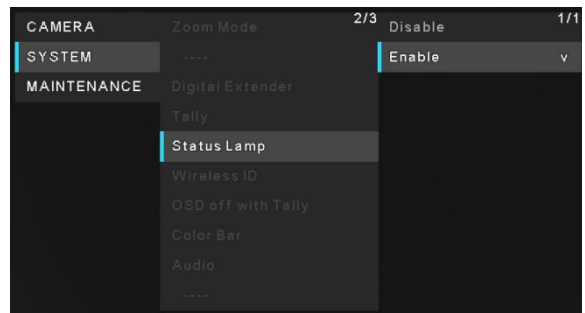 CAMERA
SYSTEM
MAINTENANCE
Zoom Mode 2/3
----
Digital Extender
Tally
Status Lamp
Wireless ID
OSD off with Tally
Color Bar
Audio
----
Disable 1/1
Enable v